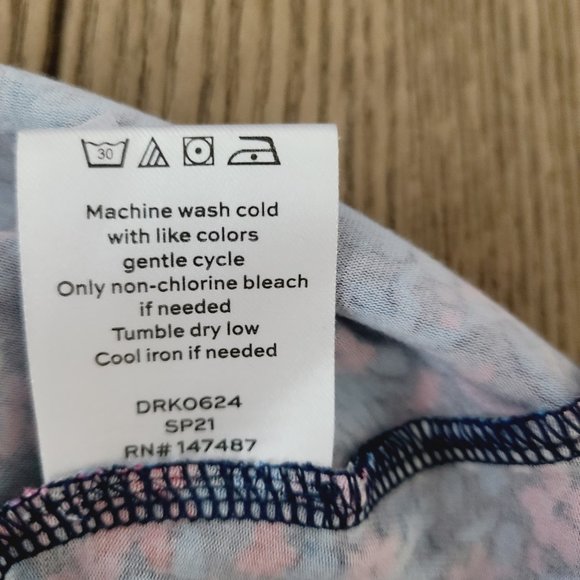 30
Machine wash cold
with like colors
gentle cycle
Only non-chlorine bleach
if needed
Tumble dry low
Cool iron if needed
DRK0624
SP21
RN# 147487